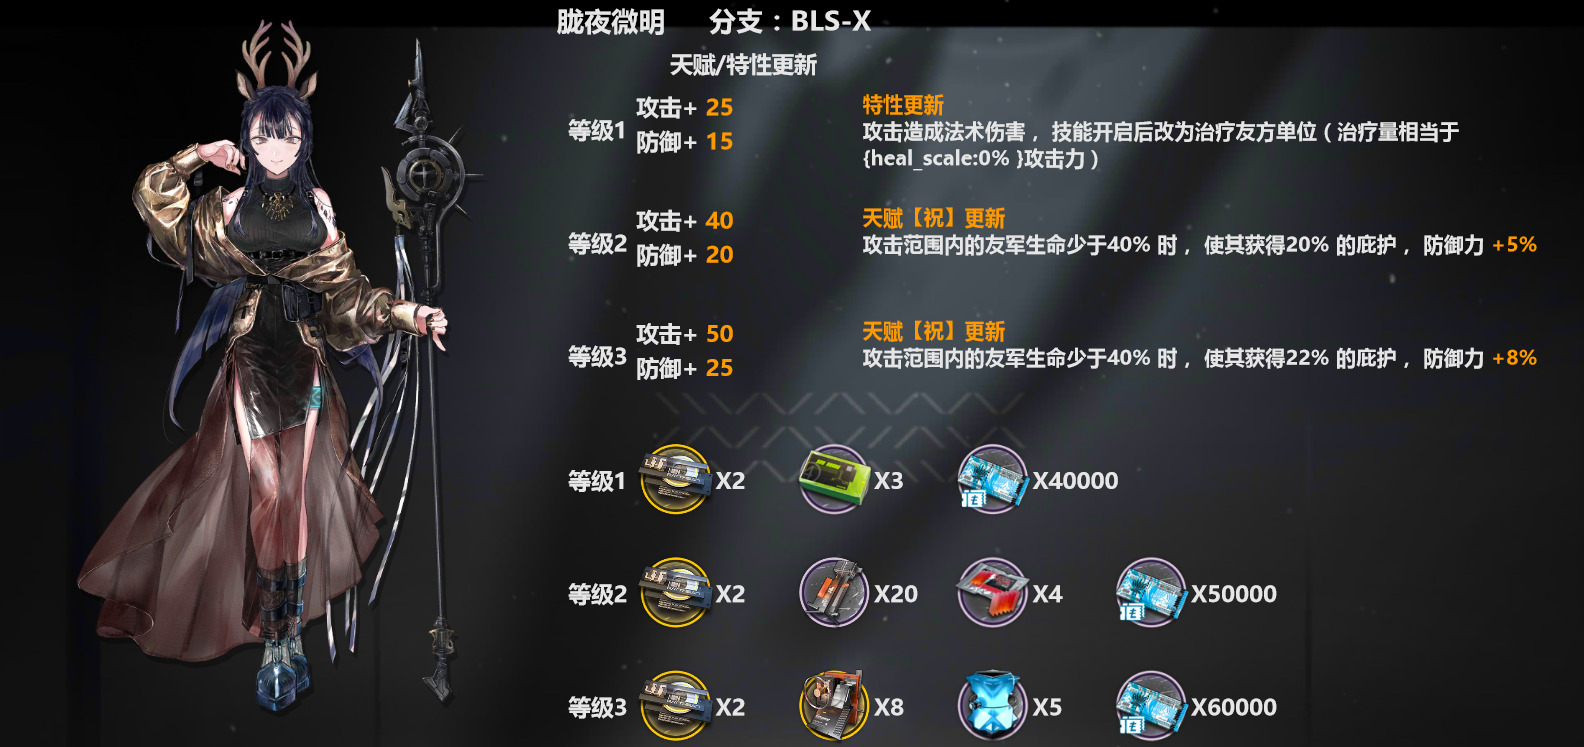 胧夜微明 分支：BLS-X
天赋/特性更新
等级1
攻击+ 25
防御+ 15
特性更新
攻击造成法术伤害， 技能开启后改为治疗友方单位（治疗量相当于
{heal_scale:0% }攻击力）
等级2
攻击+ 40
防御+ 20
天赋【祝】更新
攻击范围内的友军生命少于40% 时， 使其获得20% 的庇护， 防御力 +5%
等级3
攻击+ 50
防御+ 25
天赋【祝】更新
攻击范围内的友军生命少于40% 时， 使其获得22% 的庇护， 防御力 +8%
等级1 X2 X3 X40000
等级2 X2 X20 X4 X50000
等级3 X2 X8 X5 X60000